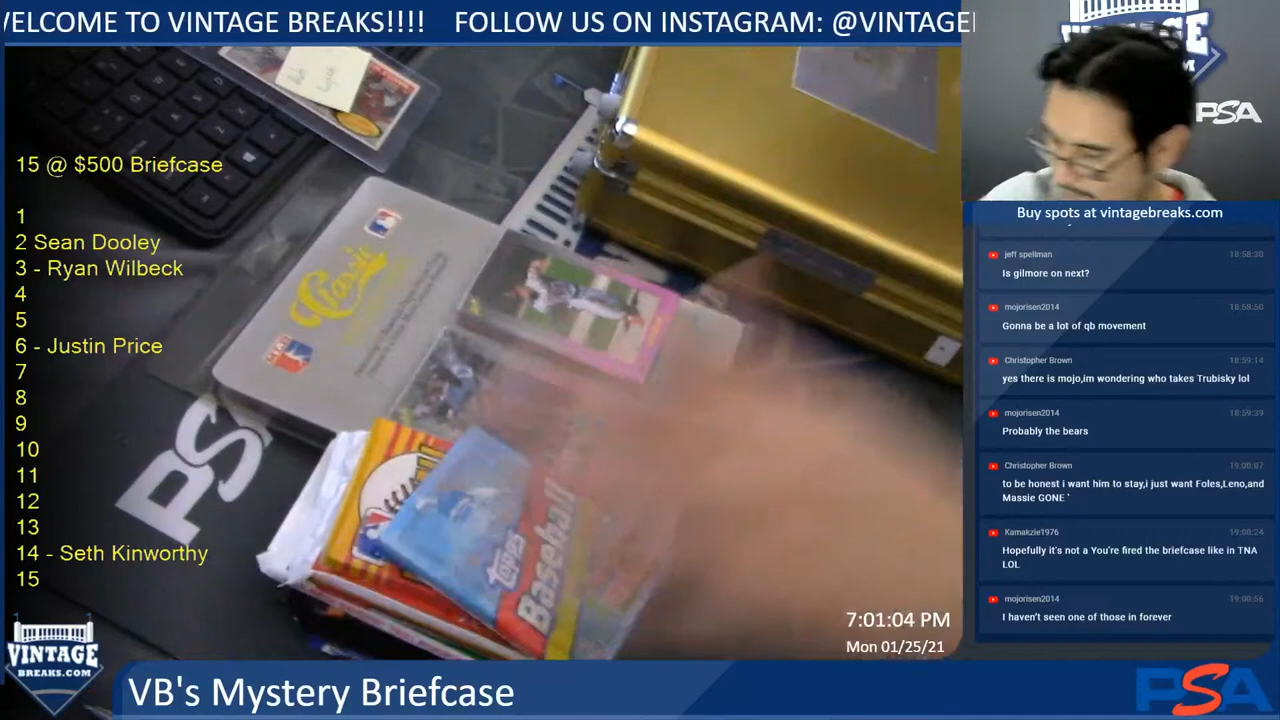 WELCOME TO VINTAGE BREAKS!!!! FOLLOW US ON INSTAGRAM: @VINTAGE
PSA
15 @ $500 Briefcase
1
2 Sean Dooley
3 - Ryan Wilbeck
4
5
6 - Justin Price
7
8
9
10
11
12
13
14 - Seth Kinworthy
15
Classic
PSA
Topps
Baseball
Buy spots at vintagebreaks.com
jeff spellman 18:58:30
Is gilmore on next?
mojorisen2014 18:58:50
Gonna be a lot of qb movement
Christopher Brown 18:59:14
yes there is mojo,im wondering who takes Trubisky lol
mojorisen2014 18:59:39
Probably the bears
Christopher Brown 19:00:07
to be honest i want him to stay,i just want Foles,Leno,and
Massie GONE '
Kamakzie1976 19:00:24
Hopefully it's not a You're fired the briefcase like in TNA
LOL
mojorisen2014 19:00:56
I haven't seen one of those in forever
7:01:04 PM
Mon 01/25/21
VINTAGE
BREAKS.COM
VB's Mystery Briefcase
PSA